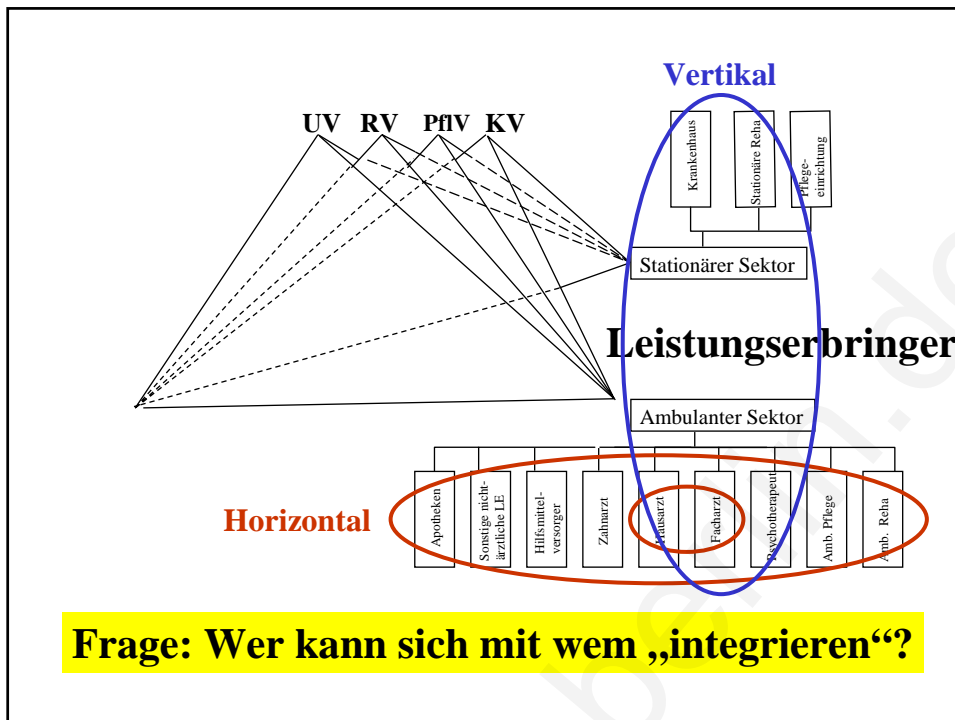 Vertikal
UV RV PflV KV
Krankenhaus
Stationäre Reha
Pflege-
einrichtung
Stationärer Sektor
Leistungserbringer
Ambulanter Sektor
Horizontal
Apotheken
Sonstige nicht-
ärztliche LE
Hilfsmittel-
versorger
Zahnarzt
Hausarzt
Facharzt
Psychotherapeut
Amb. Pflege
Amb. Reha
Frage: Wer kann sich mit wem „integrieren“?
berlin.de